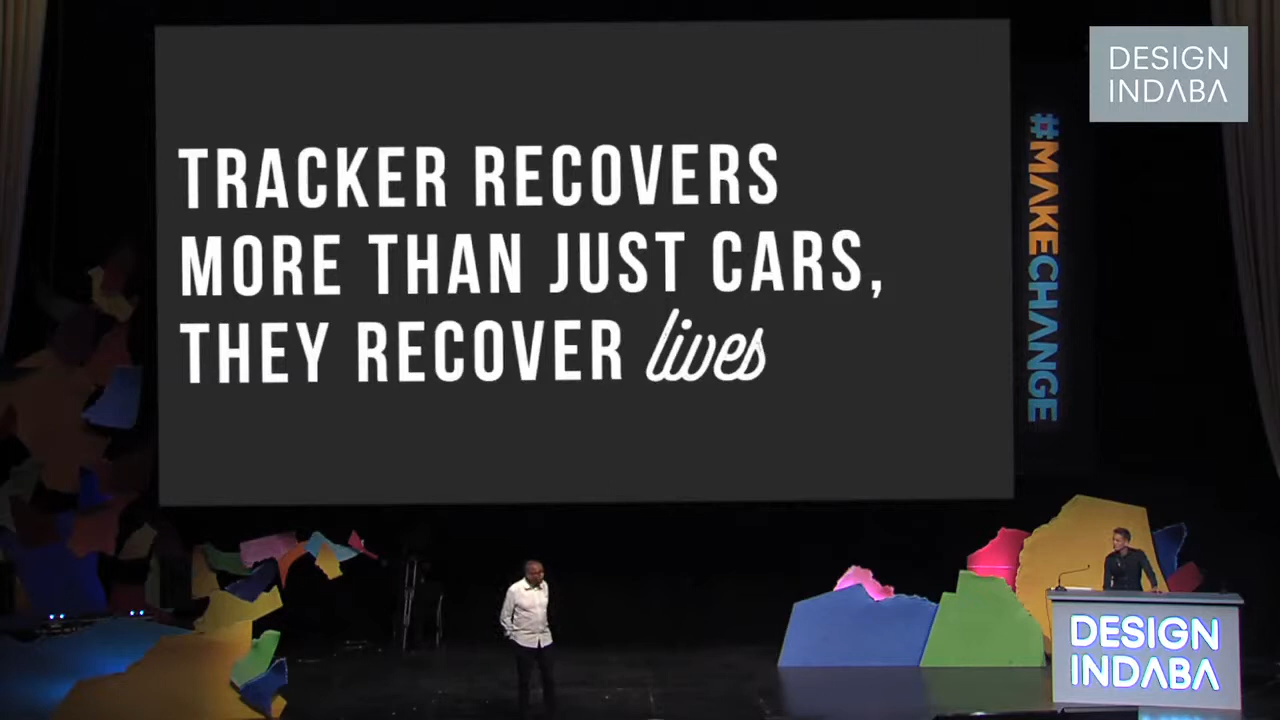 TRACKER RECOVERS
MORE THAN JUST CARS,
THEY RECOVER lives
DESIGN
INDABA
#MAKECHANGE
DESIGN
INDABA